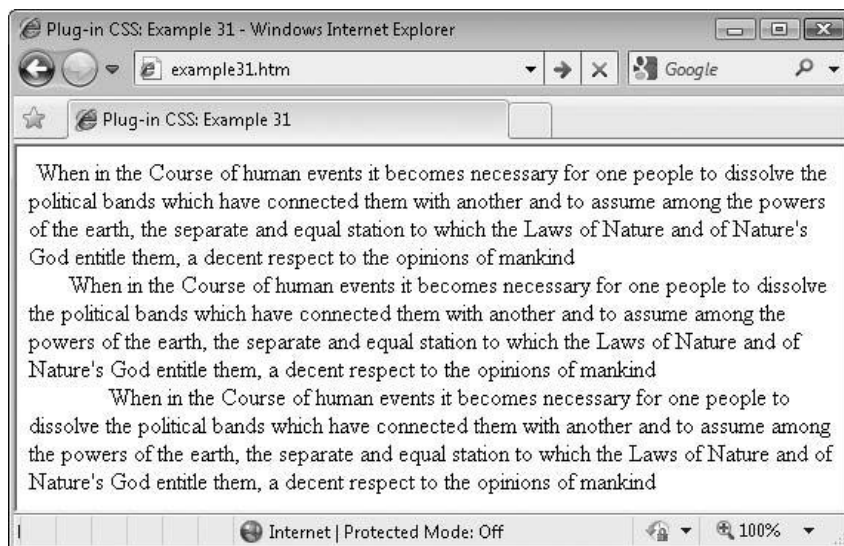 Plug-in CSS: Example 31 - Windows Internet Explorer
example31.htm
Google
Plug-in CSS: Example 31
When in the Course of human events it becomes necessary for one people to dissolve the
political bands which have connected them with another and to assume among the powers
of the earth, the separate and equal station to which the Laws of Nature and of Nature's
God entitle them, a decent respect to the opinions of mankind
When in the Course of human events it becomes necessary for one people to dissolve
the political bands which have connected them with another and to assume among the
powers of the earth, the separate and equal station to which the Laws of Nature and of
Nature's God entitle them, a decent respect to the opinions of mankind
When in the Course of human events it becomes necessary for one people to
dissolve the political bands which have connected them with another and to assume among
the powers of the earth, the separate and equal station to which the Laws of Nature and of
Nature's God entitle them, a decent respect to the opinions of mankind
Internet | Protected Mode: Off
100%